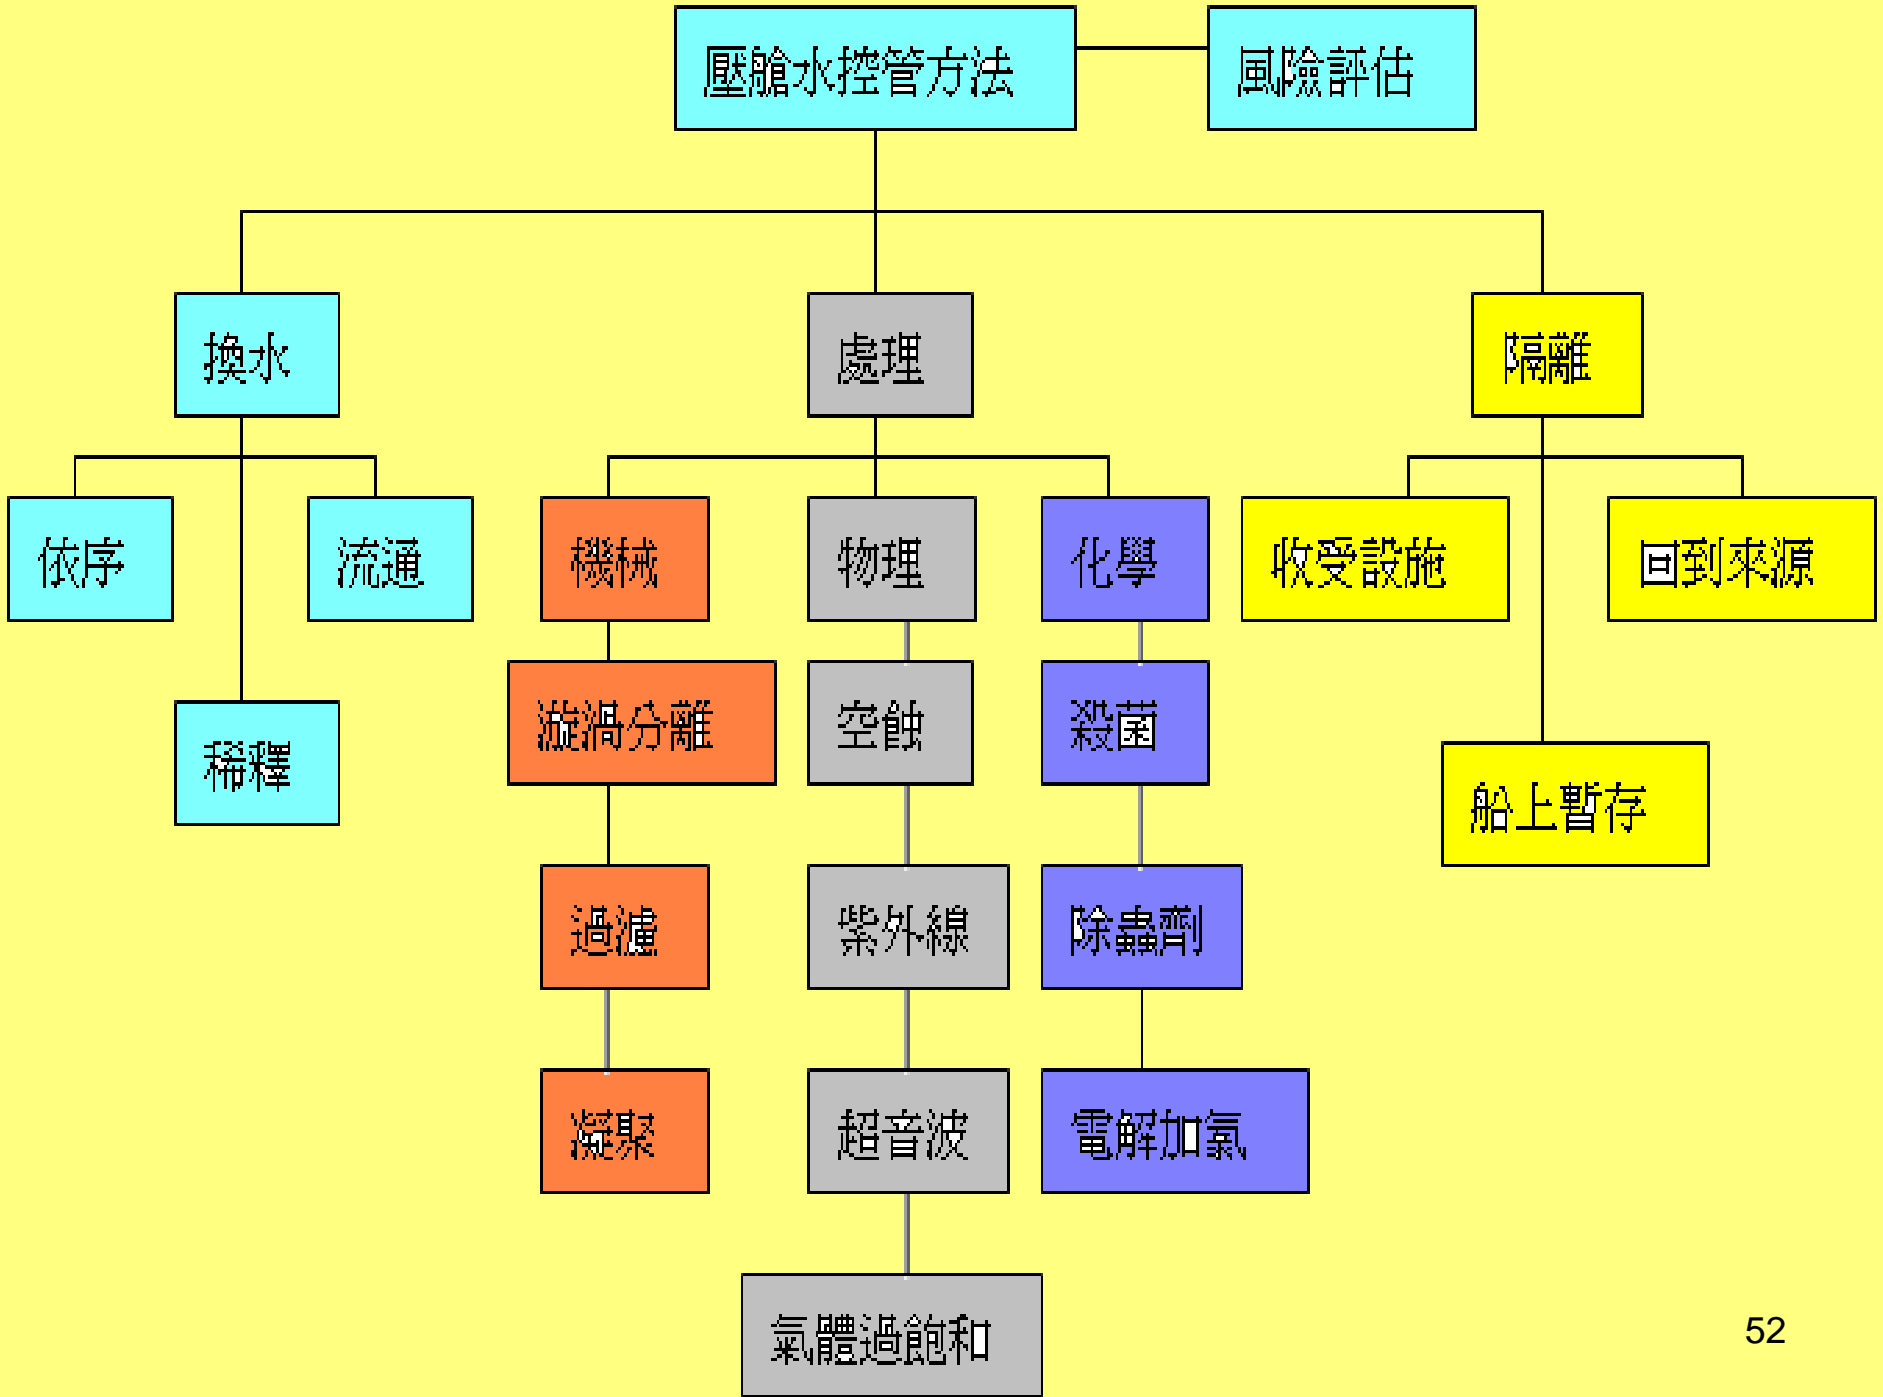 壓艙水控管方法
風險評估
換水
處理
隔離
依序
流通
機械
物理
化學
收受設施
回到來源
漩渦分離
空蝕
殺菌
稀釋
船上暫存
過濾
紫外線
除蟲劑
凝聚
超音波
電解加氯
氣體過飽和
52